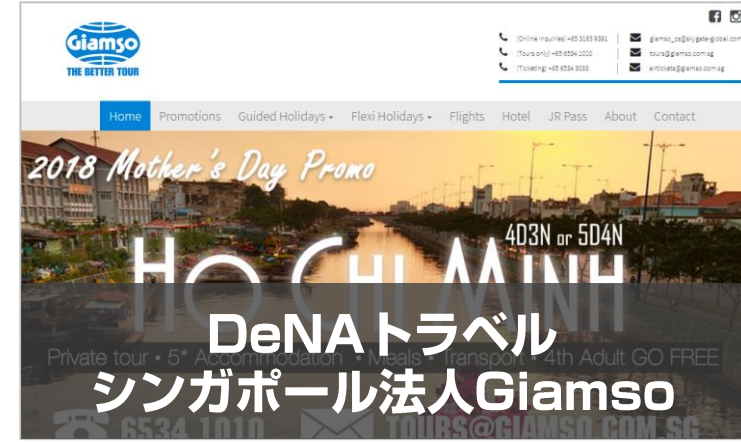 Giamso
THE BETTER TOUR
(Online Inquiries) +65 3163 9381
giamso_cs@skygate-global.com
(Tours only) +65 6534 1010
tours@giamso.com.sg
(Ticketing) +65 6534 3033
airtickets@giamso.com.sg
Home Promotions Guided Holidays Flexi Holidays Flights Hotel JR Pass About Contact
2018 Mother's Day Promo
4D3N or 5D4N
HO CHI MINH
DeNAトラベル
Private tour • 5* Accommodation • Meals • Transport • 4th Adult GO FREE
シンガポール法人Giamso
6534 1010 TOURS@GIAMSO.COM.SG